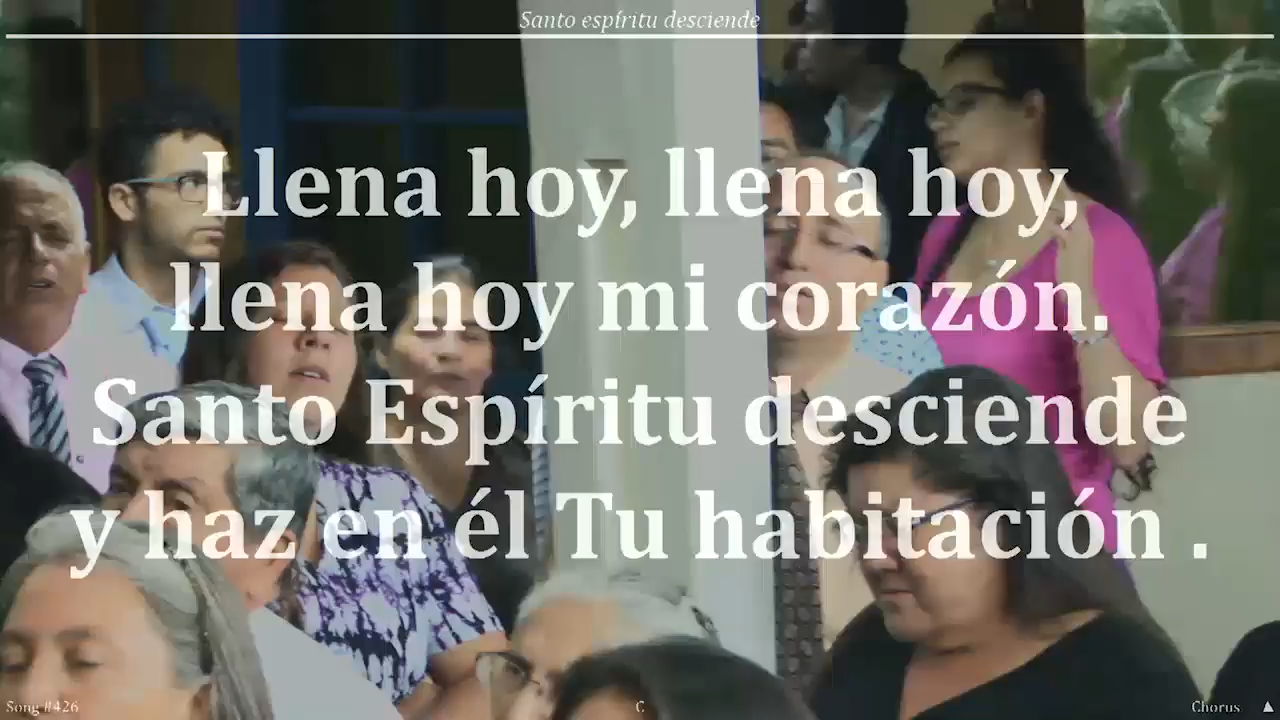 Santo espíritu desciende
Llena hoy, llena hoy,
llena hoy mi corazón.
Santo Espíritu desciende
y haz en él Tu habitación .
Song #426
C
Chorus ▲